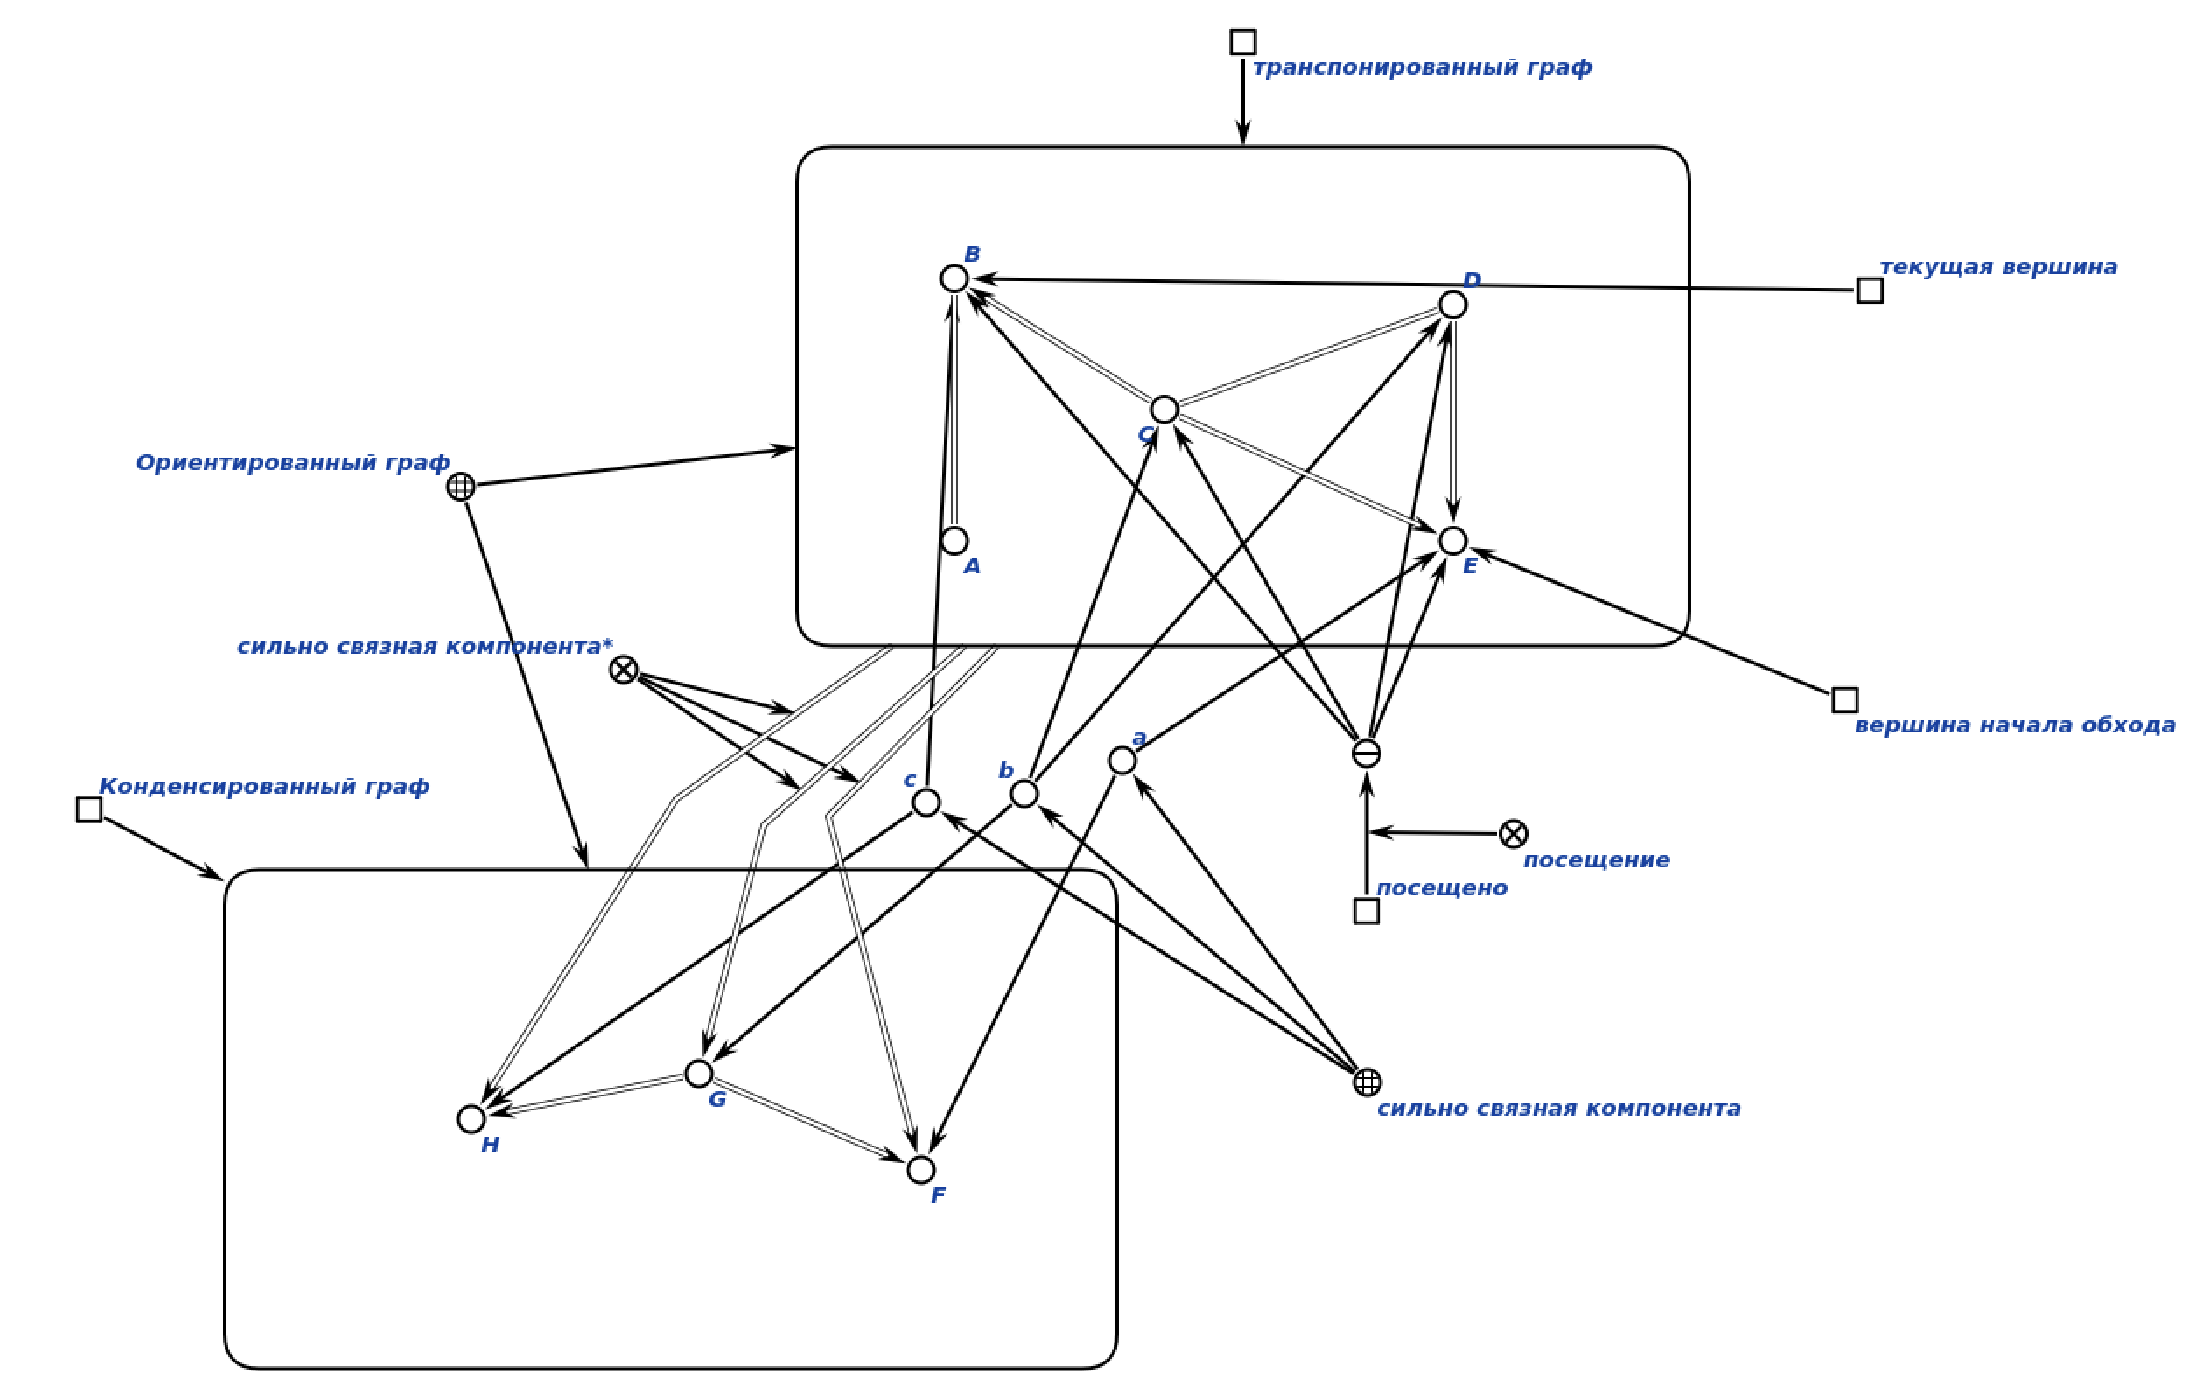 транспонированный граф
B
текущая вершина
D
C
Ориентированный граф
A
E
сильно связная компонента*
вершина начала обхода
a
b
c
Конденсированный граф
посещение
посещено
G
сильно связная компонента
H
F